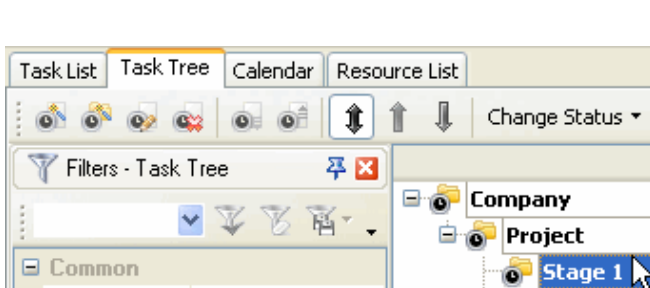 Task List Task Tree Calendar Resource List
Change Status
Filters - Task Tree
Company
Project
Common
Stage 1